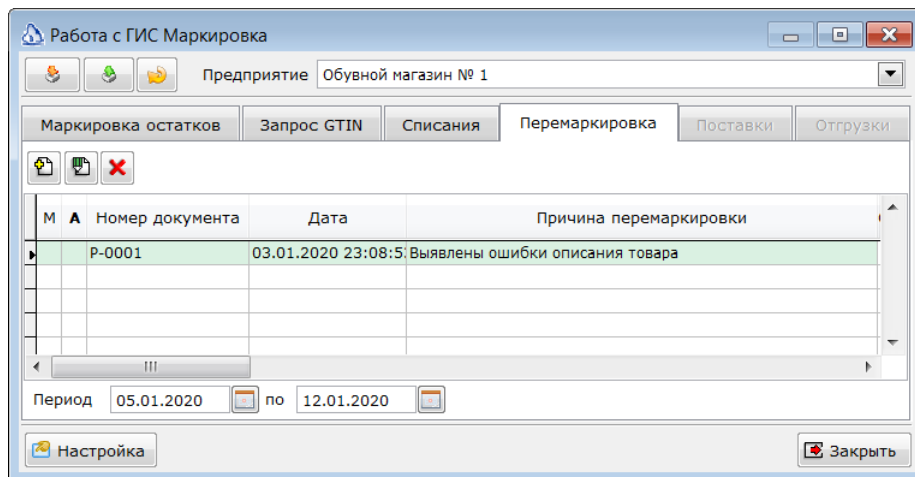 Работа с ГИС Маркировка
Предприятие Обувной магазин № 1
Маркировка остатков Запрос GTIN Списания Перемаркировка Поставки Отгрузки
М А Номер документа Дата Причина перемаркировки
Р-0001 03.01.2020 23:08:5 Выявлены ошибки описания товара
Период 05.01.2020 по 12.01.2020
Настройка Закрыть